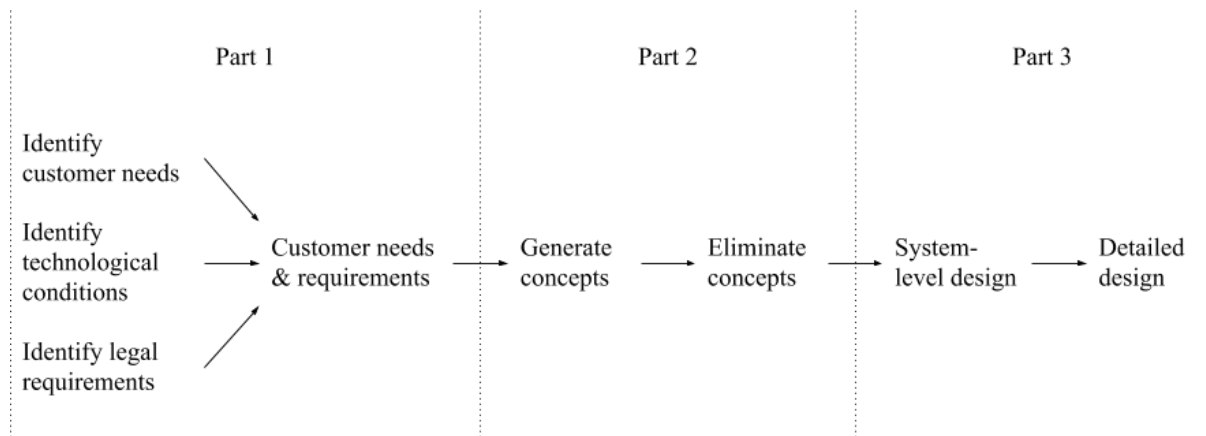 Part 1
Part 2
Part 3
Identify
customer needs
Identify
technological
conditions
Identify legal
requirements
Customer needs
& requirements
Generate
concepts
Eliminate
concepts
System-
level design
Detailed
design